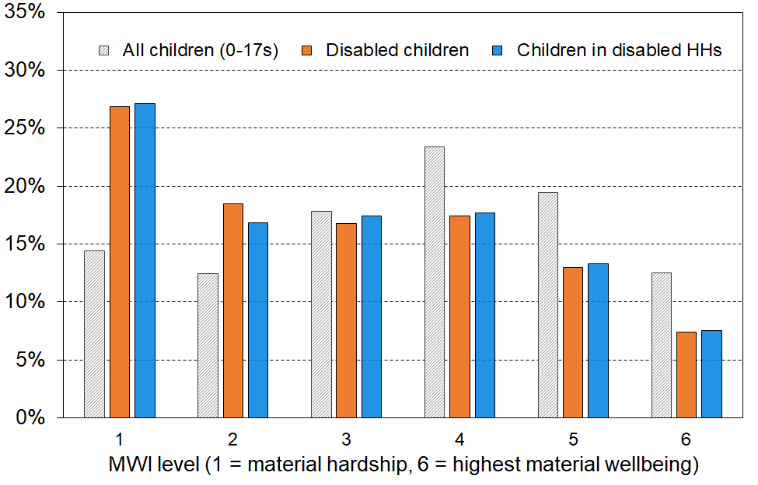 35%
All children (0-17s) Disabled children Children in disabled HHs
30%
25%
20%
15%
10%
5%
0%
1 2 3 4 5 6
MWI level (1 = material hardship, 6 = highest material wellbeing)